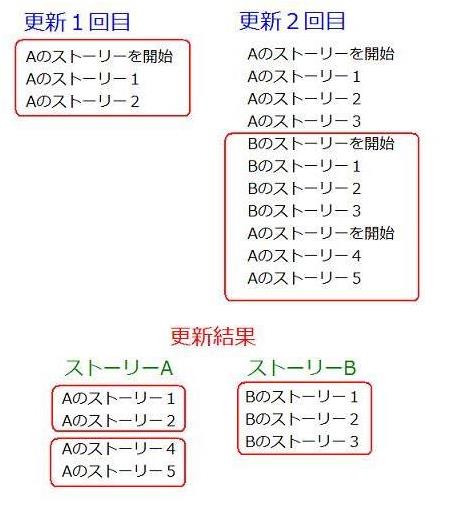 更新１回目
Aのストーリーを開始
Aのストーリー１
Aのストーリー２
更新２回目
Aのストーリーを開始
Aのストーリー１
Aのストーリー２
Aのストーリー３
Bのストーリーを開始
Bのストーリー１
Bのストーリー２
Bのストーリー３
Aのストーリーを開始
Aのストーリー４
Aのストーリー５
更新結果
ストーリーA
Aのストーリー１
Aのストーリー２
Aのストーリー４
Aのストーリー５
ストーリーB
Bのストーリー１
Bのストーリー２
Bのストーリー３